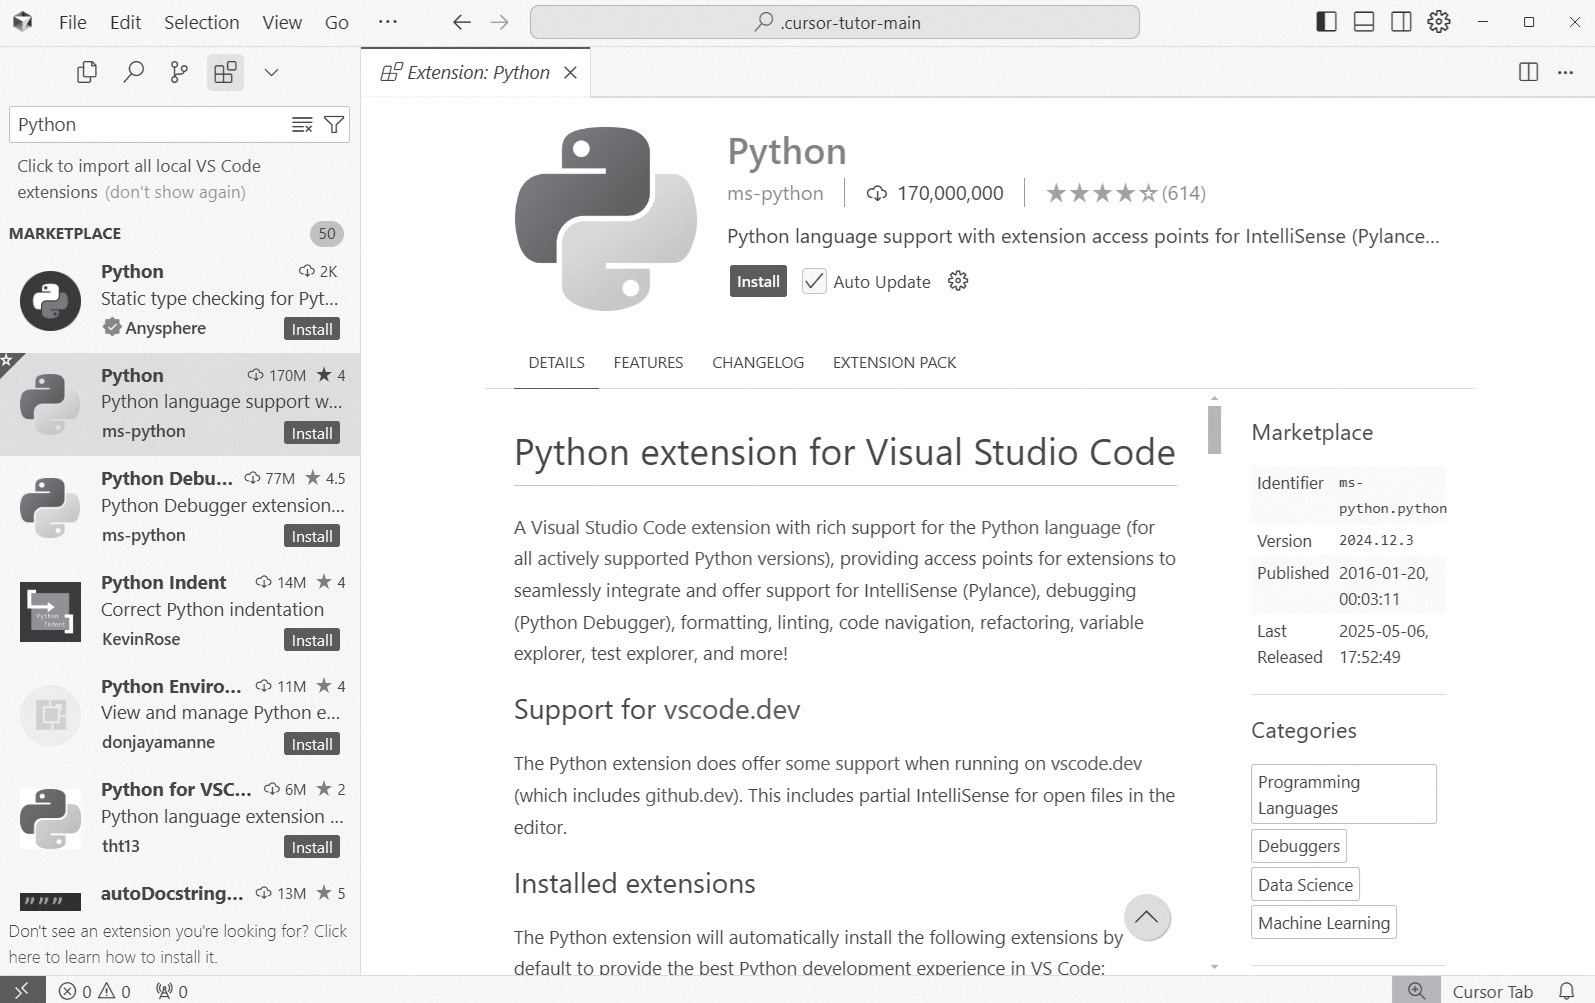 File Edit Selection View Go ···
.cursor-tutor-main
Extension: Python
Python
Click to import all local VS Code
extensions (don't show again)
MARKETPLACE 50
Python 2K
Static type checking for Pyt...
Anysphere Install
Python 170M ★ 4
Python language support w...
ms-python Install
Python Debu... 77M ★ 4.5
Python Debugger extension...
ms-python Install
Python Indent 14M ★ 4
Correct Python indentation
KevinRose Install
Python Indent
Python Enviro... 11M ★ 4
View and manage Python e...
donjayamanne Install
Python for VSC... 6M ★ 2
Python language extension ...
tht13 Install
autoDocstring... 13M ★ 5
Don't see an extension you're looking for? Click
here to learn how to install it.
Python
ms-python 170,000,000 ★★★★☆(614)
Python language support with extension access points for IntelliSense (Pylance...
Install Auto Update
DETAILS FEATURES CHANGELOG EXTENSION PACK
Python extension for Visual Studio Code
A Visual Studio Code extension with rich support for the Python language (for
all actively supported Python versions), providing access points for extensions to
seamlessly integrate and offer support for IntelliSense (Pylance), debugging
(Python Debugger), formatting, linting, code navigation, refactoring, variable
explorer, test explorer, and more!
Support for vscode.dev
The Python extension does offer some support when running on vscode.dev
(which includes github.dev). This includes partial IntelliSense for open files in the
editor.
Installed extensions
The Python extension will automatically install the following extensions by
default to provide the best Python development experience in VS Code:
Marketplace
Identifier ms-
python.python
Version 2024.12.3
Published 2016-01-20,
00:03:11
Last 2025-05-06,
Released 17:52:49
Categories
Programming
Languages
Debuggers
Data Science
Machine Learning
0 0 0
Cursor Tab